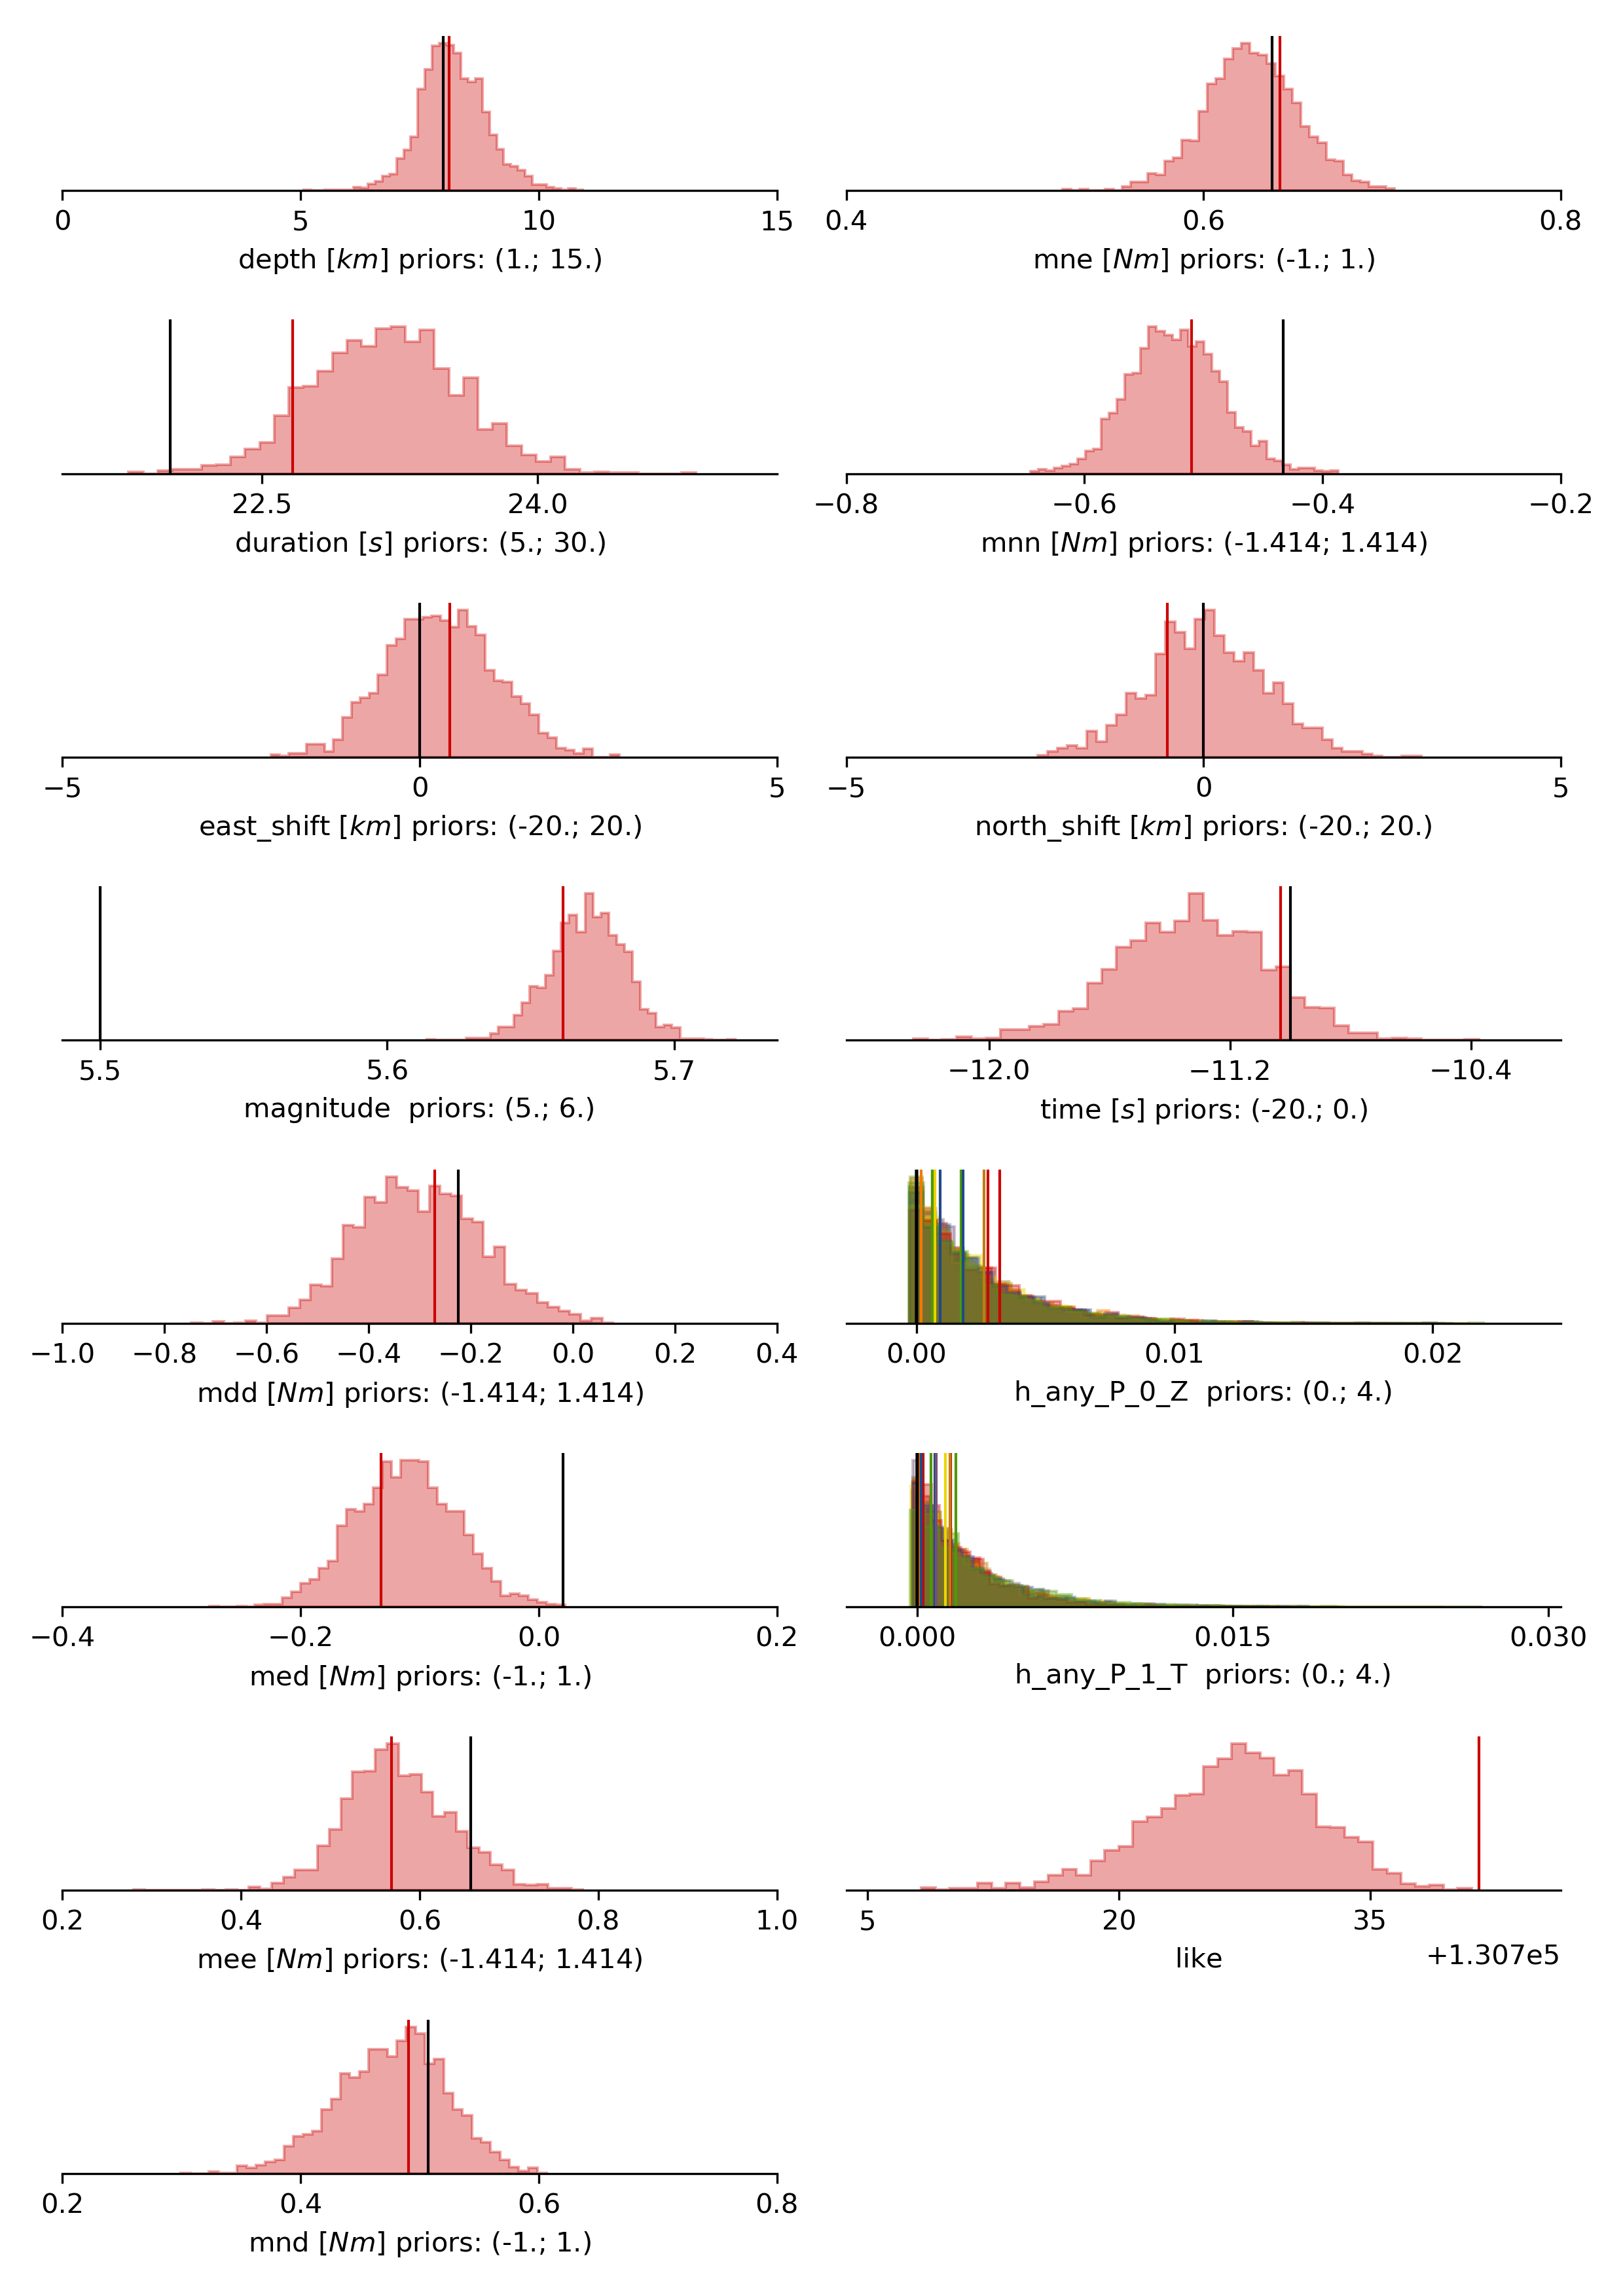 0 5 10 15
depth [km] priors: (1.; 15.)
0.4 0.6 0.8
mne [Nm] priors: (-1.; 1.)
22.5 24.0
duration [s] priors: (5.; 30.)
−0.8 −0.6 −0.4 −0.2
mnn [Nm] priors: (-1.414; 1.414)
−5 0 5
east_shift [km] priors: (-20.; 20.)
−5 0 5
north_shift [km] priors: (-20.; 20.)
5.5 5.6 5.7
magnitude priors: (5.; 6.)
−12.0 −11.2 −10.4
time [s] priors: (-20.; 0.)
−1.0 −0.8 −0.6 −0.4 −0.2 0.0 0.2 0.4
mdd [Nm] priors: (-1.414; 1.414)
0.00 0.01 0.02
h_any_P_0_Z priors: (0.; 4.)
−0.4 −0.2 0.0 0.2
med [Nm] priors: (-1.; 1.)
0.000 0.015 0.030
h_any_P_1_T priors: (0.; 4.)
0.2 0.4 0.6 0.8 1.0
mee [Nm] priors: (-1.414; 1.414)
5 20 35
like +1.307e5
0.2 0.4 0.6 0.8
mnd [Nm] priors: (-1.; 1.)